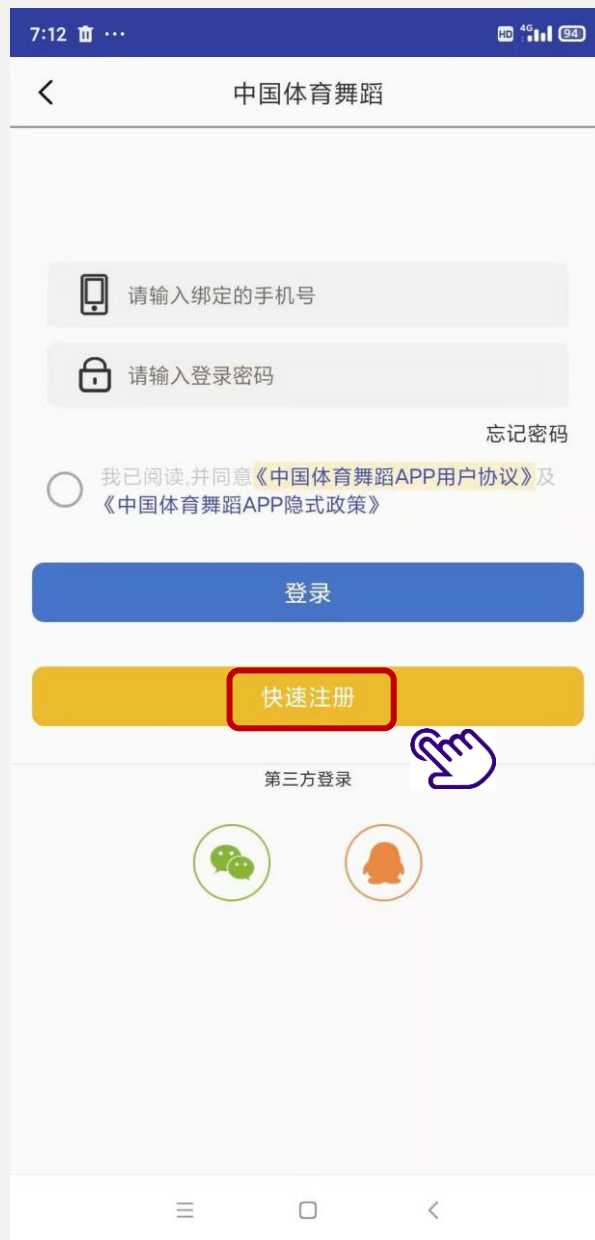 7:12 ··· HD 4G 94
中国体育舞蹈
请输入绑定的手机号
请输入登录密码
忘记密码
我已阅读,并同意《中国体育舞蹈APP用户协议》及
《中国体育舞蹈APP隐式政策》
登录
快速注册
第三方登录